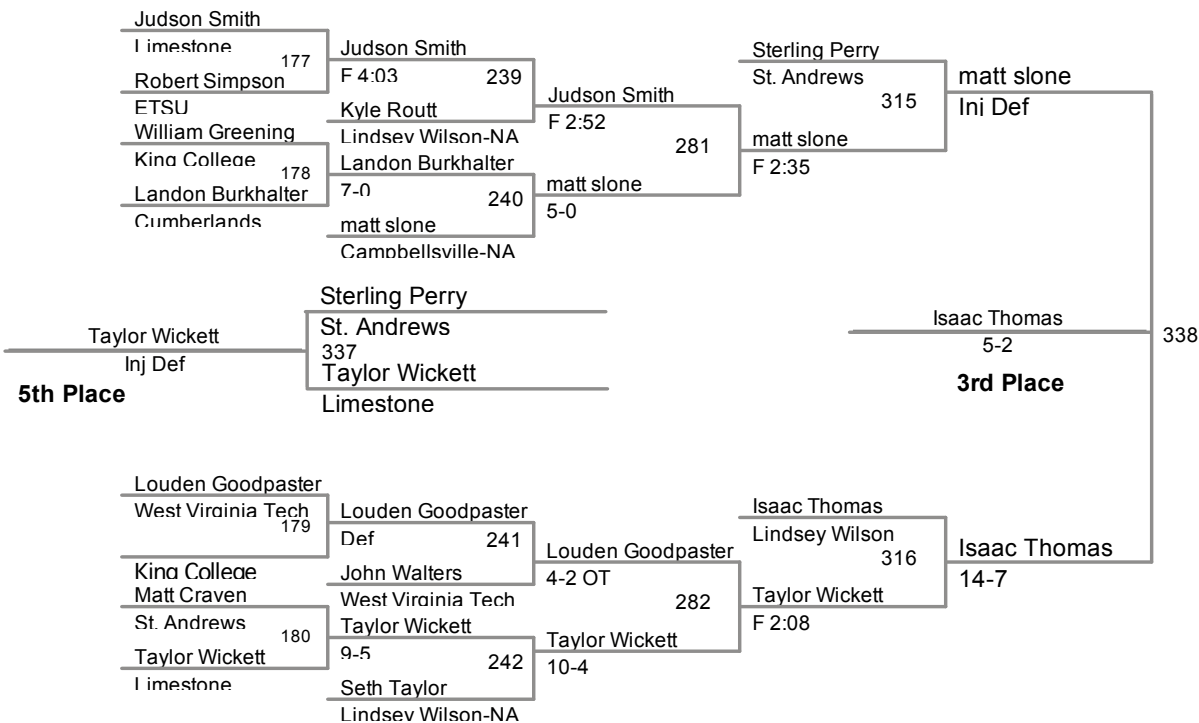 Judson Smith
Limestone
177
Robert Simpson
ETSU
William Greening
King College
178
Landon Burkhalter
Cumberlands
Judson Smith
F 4:03
239
Kyle Routt
Lindsey Wilson-NA
Landon Burkhalter
7-0
240
matt slone
Campbellsville-NA
Judson Smith
F 2:52
281
matt slone
5-0
Sterling Perry
St. Andrews
315
matt slone
F 2:35
matt slone
Inj Def
Sterling Perry
St. Andrews
337
Taylor Wickett
Limestone
Taylor Wickett
Inj Def
5th Place
Isaac Thomas
5-2
3rd Place
338
Louden Goodpaster
West Virginia Tech
179
King College
Matt Craven
St. Andrews
180
Taylor Wickett
Limestone
Louden Goodpaster
Def
241
John Walters
West Virginia Tech
Taylor Wickett
9-5
242
Seth Taylor
Lindsey Wilson-NA
Louden Goodpaster
4-2 OT
282
Taylor Wickett
10-4
Isaac Thomas
Lindsey Wilson
316
Taylor Wickett
F 2:08
Isaac Thomas
14-7